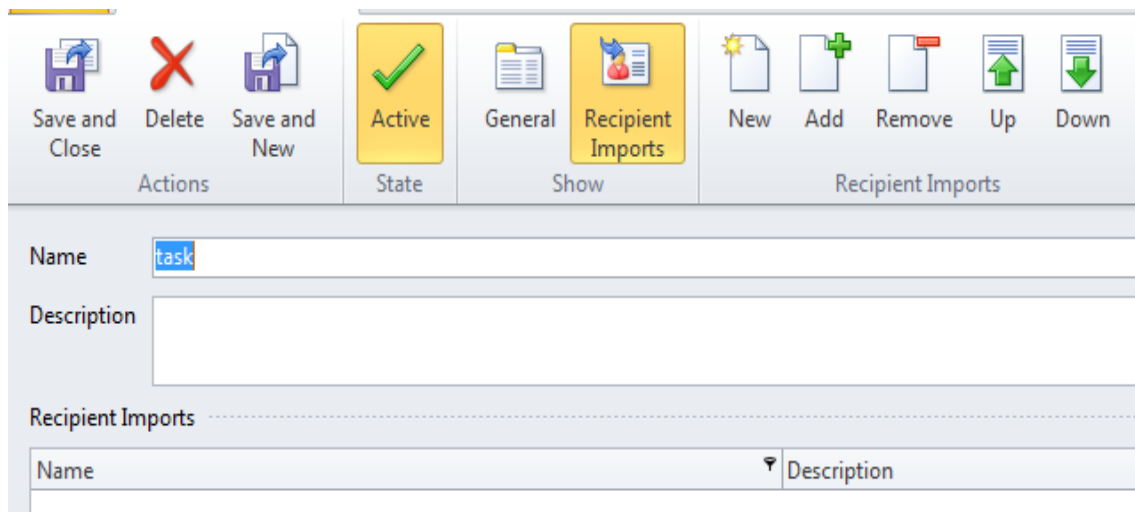 Save and Close
Delete
Save and New
Active
General
Recipient Imports
New
Add
Remove
Up
Down
Actions
State
Show
Recipient Imports
Name
task
Description
Recipient Imports
Name
Description